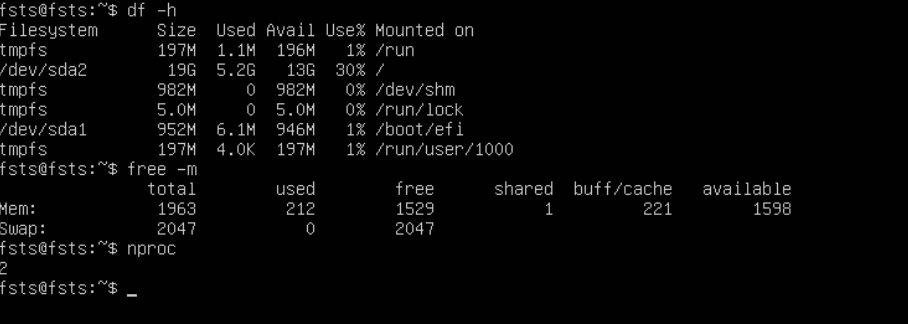 fsts@fsts:~$ df -h
Filesystem      Size  Used Avail Use% Mounted on
tmpfs           197M  1.1M  196M   1% /run
/dev/sda2        19G  5.2G   13G  30% /
tmpfs           982M     0  982M   0% /dev/shm
tmpfs           5.0M     0  5.0M   0% /run/lock
/dev/sda1       952M  6.1M  946M   1% /boot/efi
tmpfs           197M  4.0K  197M   1% /run/user/1000
fsts@fsts:~$ free -m
               total        used        free      shared  buff/cache   available
Mem:            1963         212        1529           1         221        1598
Swap:           2047           0        2047
fsts@fsts:~$ nproc
2
fsts@fsts:~$ _